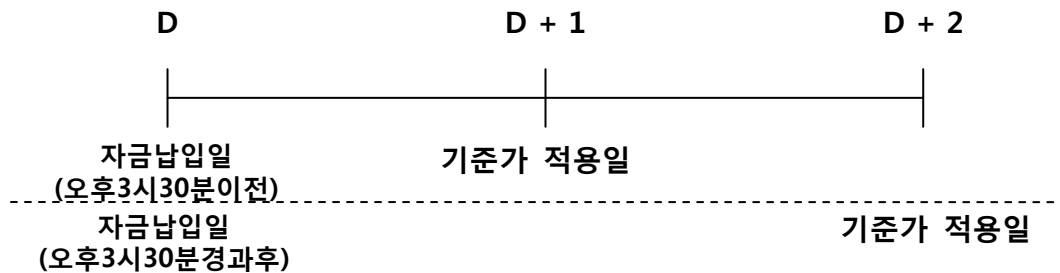 D D + 1 D + 2
자금납입일 기준가 적용일
(오후3시30분이전)
자금납입일 기준가 적용일
(오후3시30분경과후)